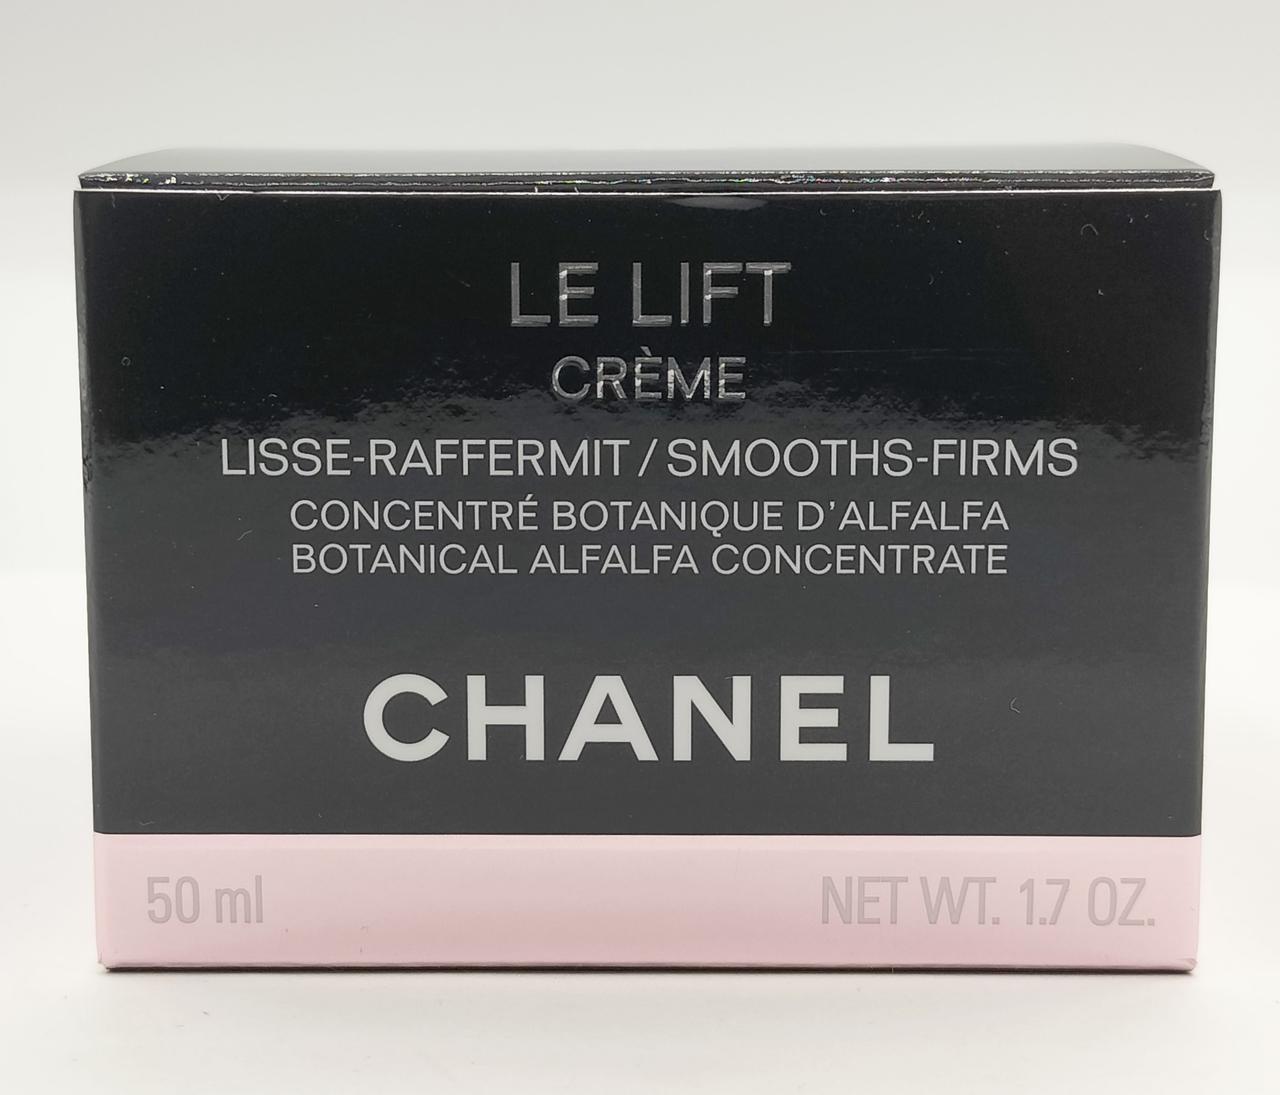 LE LIFT
CRÈME
LISSE-RAFFERMIT / SMOOTHS-FIRMS
CONCENTRÉ BOTANIQUE D'ALFALFA
BOTANICAL ALFALFA CONCENTRATE
CHANEL
50 ml NET WT. 1.7 OZ.